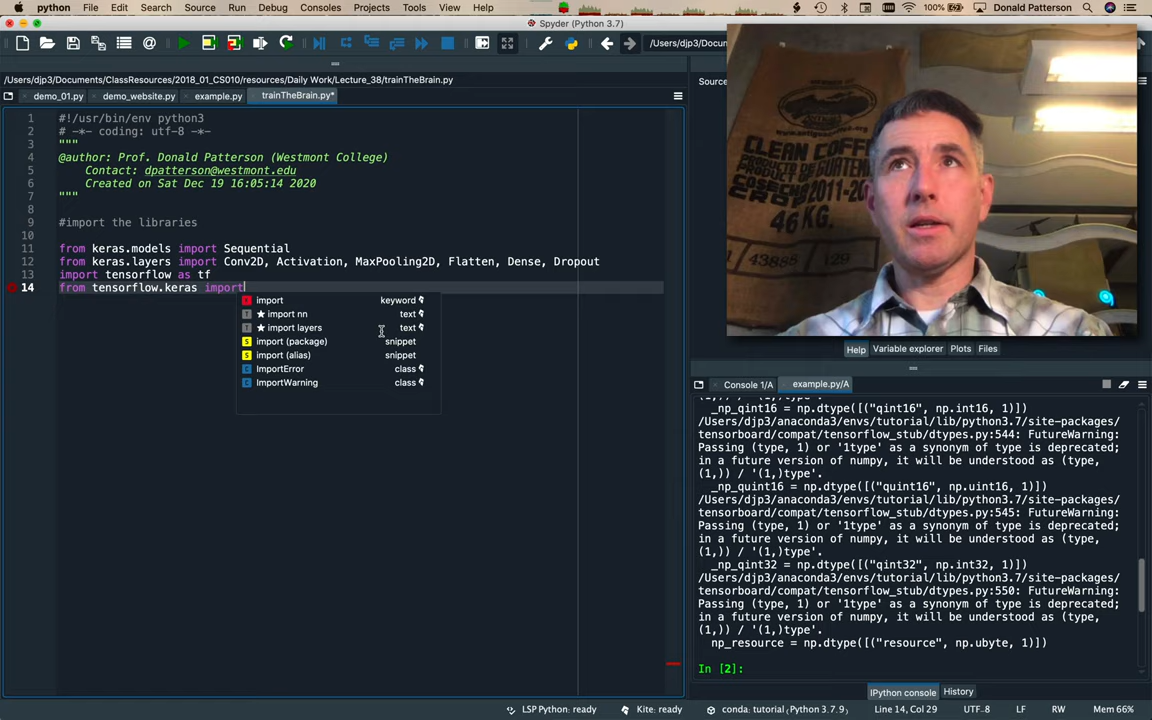 python File Edit Search Source Run Debug Consoles Projects Tools View Help 100% Donald Patterson
Spyder (Python 3.7)
/Users/djp3/Docum
/Users/djp3/Documents/ClassResources/2018_01_CS010/resources/Daily Work/Lecture_38/trainTheBrain.py
demo_01.py demo_website.py example.py trainTheBrain.py*
1 #!/usr/bin/env python3
2 # -*- coding: utf-8 -*-
3 """
4 @author: Prof. Donald Patterson (Westmont College)
5 Contact: dpatterson@westmont.edu
6 Created on Sat Dec 19 16:05:14 2020
7 """
8
9 #import the libraries
10
11 from keras.models import Sequential
12 from keras.layers import Conv2D, Activation, MaxPooling2D, Flatten, Dense, Dropout
13 import tensorflow as tf
14 from tensorflow.keras import
import keyword
★ import nn text
★ import layers text
import (package) snippet
import (alias) snippet
ImportError class
ImportWarning class
Sourc
CLEAN COFFEE
PRODUCT
2011-20
46 KG.
43888
Help Variable explorer Plots Files
Console 1/A example.py/A
(1,)) / '(1,)type'.
_np_qint16 = np.dtype([("qint16", np.int16, 1)])
/Users/djp3/anaconda3/envs/tutorial/lib/python3.7/site-packages/
tensorboard/compat/tensorflow_stub/dtypes.py:544: FutureWarning:
Passing (type, 1) or '1type' as a synonym of type is deprecated;
in a future version of numpy, it will be understood as (type,
(1,)) / '(1,)type'.
_np_quint16 = np.dtype([("quint16", np.uint16, 1)])
/Users/djp3/anaconda3/envs/tutorial/lib/python3.7/site-packages/
tensorboard/compat/tensorflow_stub/dtypes.py:545: FutureWarning:
Passing (type, 1) or '1type' as a synonym of type is deprecated;
in a future version of numpy, it will be understood as (type,
(1,)) / '(1,)type'.
_np_qint32 = np.dtype([("qint32", np.int32, 1)])
/Users/djp3/anaconda3/envs/tutorial/lib/python3.7/site-packages/
tensorboard/compat/tensorflow_stub/dtypes.py:550: FutureWarning:
Passing (type, 1) or '1type' as a synonym of type is deprecated;
in a future version of numpy, it will be understood as (type,
(1,)) / '(1,)type'.
np_resource = np.dtype([("resource", np.ubyte, 1)])
In [2]:
IPython console History
LSP Python: ready Kite: ready conda: tutorial (Python 3.7.9) Line 14, Col 29 UTF-8 LF RW Mem 66%